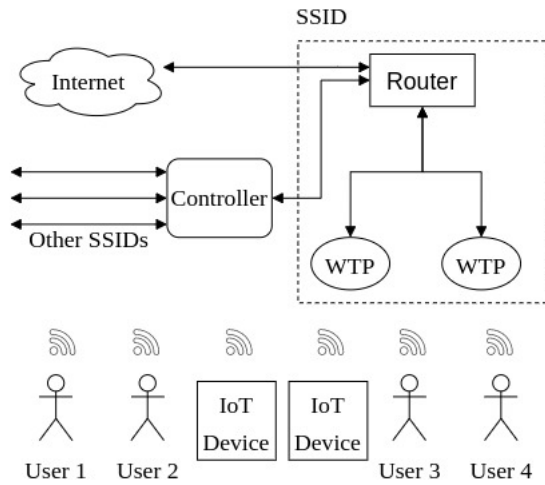 SSID
Internet
Router
Controller
Other SSIDs
WTP
WTP
IoT
Device
IoT
Device
User 1
User 2
User 3
User 4